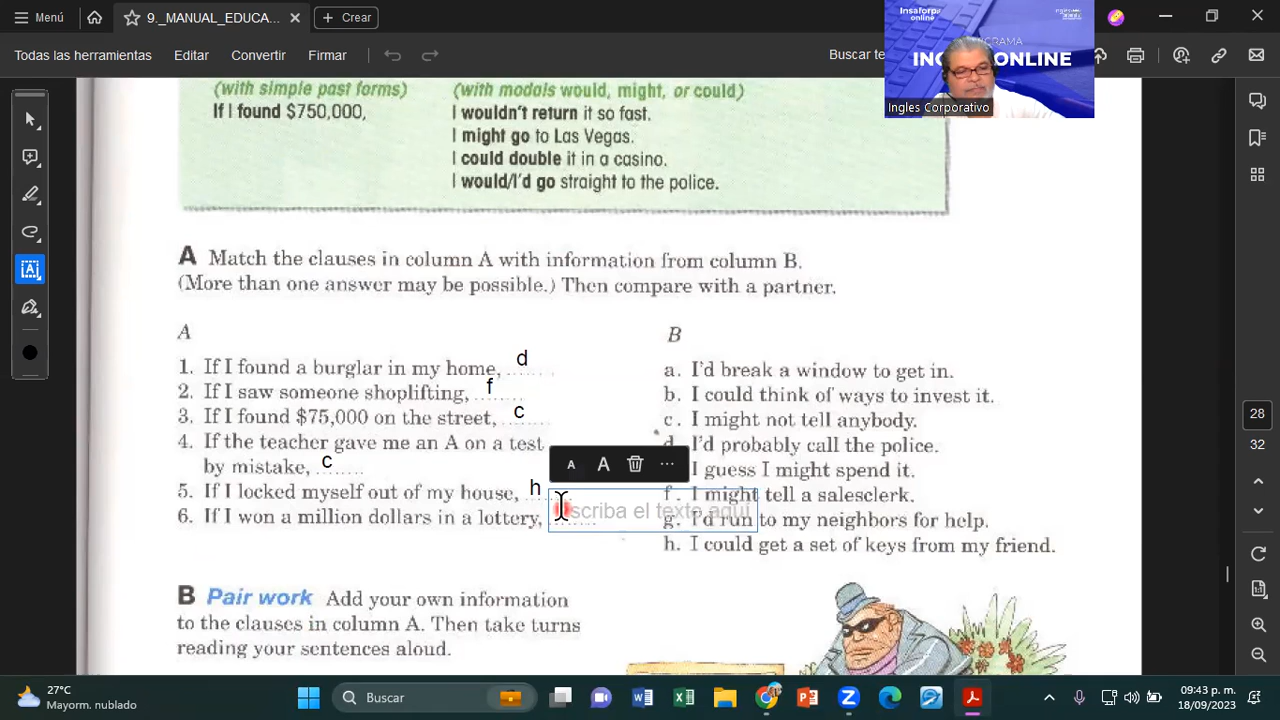 Menú
9._MANUAL_EDUCA...
Crear
Todas las herramientas
Editar
Convertir
Firmar
Buscar te
Insaforp
online
INGLES ONLINE
Ingles Corporativo
(with simple past forms)
(with modals would, might, or could)
If I found $750,000,
I wouldn't return it so fast.
I might go to Las Vegas.
I could double it in a casino.
I would/I'd go straight to the police.
A Match the clauses in column A with information from column B.
(More than one answer may be possible.) Then compare with a partner.
A
1. If I found a burglar in my home, d
2. If I saw someone shoplifting, f
3. If I found $75,000 on the street, c
4. If the teacher gave me an A on a test
by mistake, c
5. If I locked myself out of my house, h
6. If I won a million dollars in a lottery,
B
a. I'd break a window to get in.
b. I could think of ways to invest it.
c. I might not tell anybody.
d. I'd probably call the police.
I guess I might spend it.
f. I might tell a salesclerk.
g. I'd run to my neighbors for help.
h. I could get a set of keys from my friend.
A A ...
scriba el texto aquí
B Pair work Add your own information
to the clauses in column A. Then take turns
reading your sentences aloud.
28
32
27°C
Mayorm. nublado
Buscar
09:43 p. m.
18/09/2023